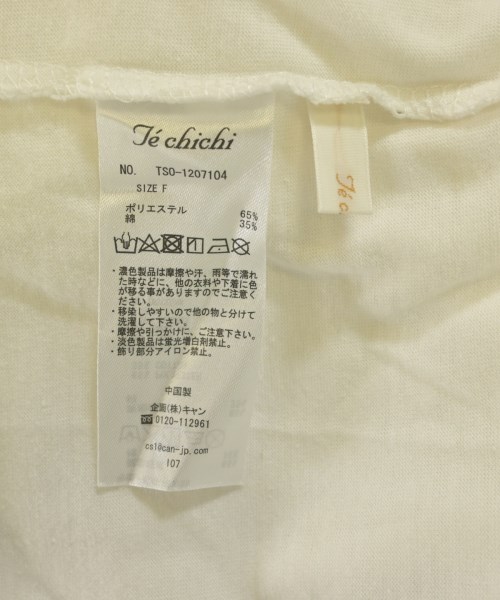 Té chichi
NO. TSO-1207104
SIZE F
ポリエステル 65%
綿 35%
・濃色製品は摩擦や汗、雨等で濡れ
た時などに、他の衣料や下着に色
が移る事がありますのでご注意く
ださい。
・移染しやすいので他の物と分けて
洗濯して下さい。
・摩擦や引っかけに、ご注意下さい。
・淡色製品は蛍光増白剤禁止。
・飾り部分アイロン禁止。
中国製
企画(株)キャン
☎0120-112961
cs1@can-jp.com
107
Té c